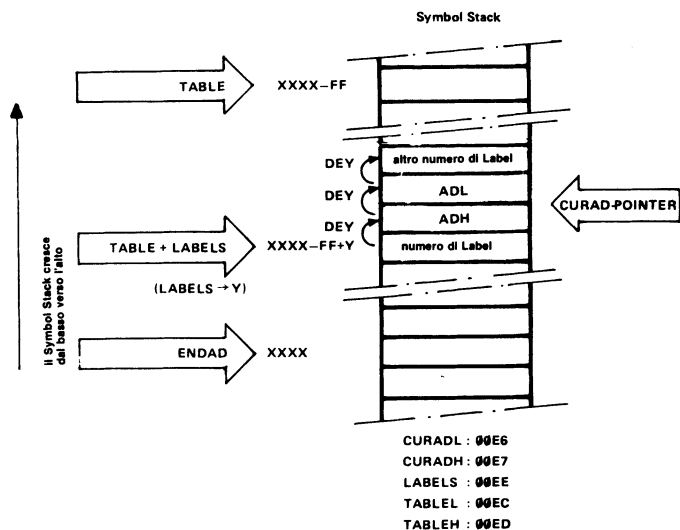 Symbol Stack
TABLE
XXXX–FF
DEY
altro numero di Label
DEY
ADL
DEY
ADH
CURAD-POINTER
TABLE + LABELS
XXXX–FF+Y
numero di Label
(LABELS → Y)
il Symbol Stack cresce
dal basso verso l'alto
ENDAD
XXXX
CURADL : 00E6
CURADH : 00E7
LABELS : 00EE
TABLEL : 00EC
TABLEH : 00ED